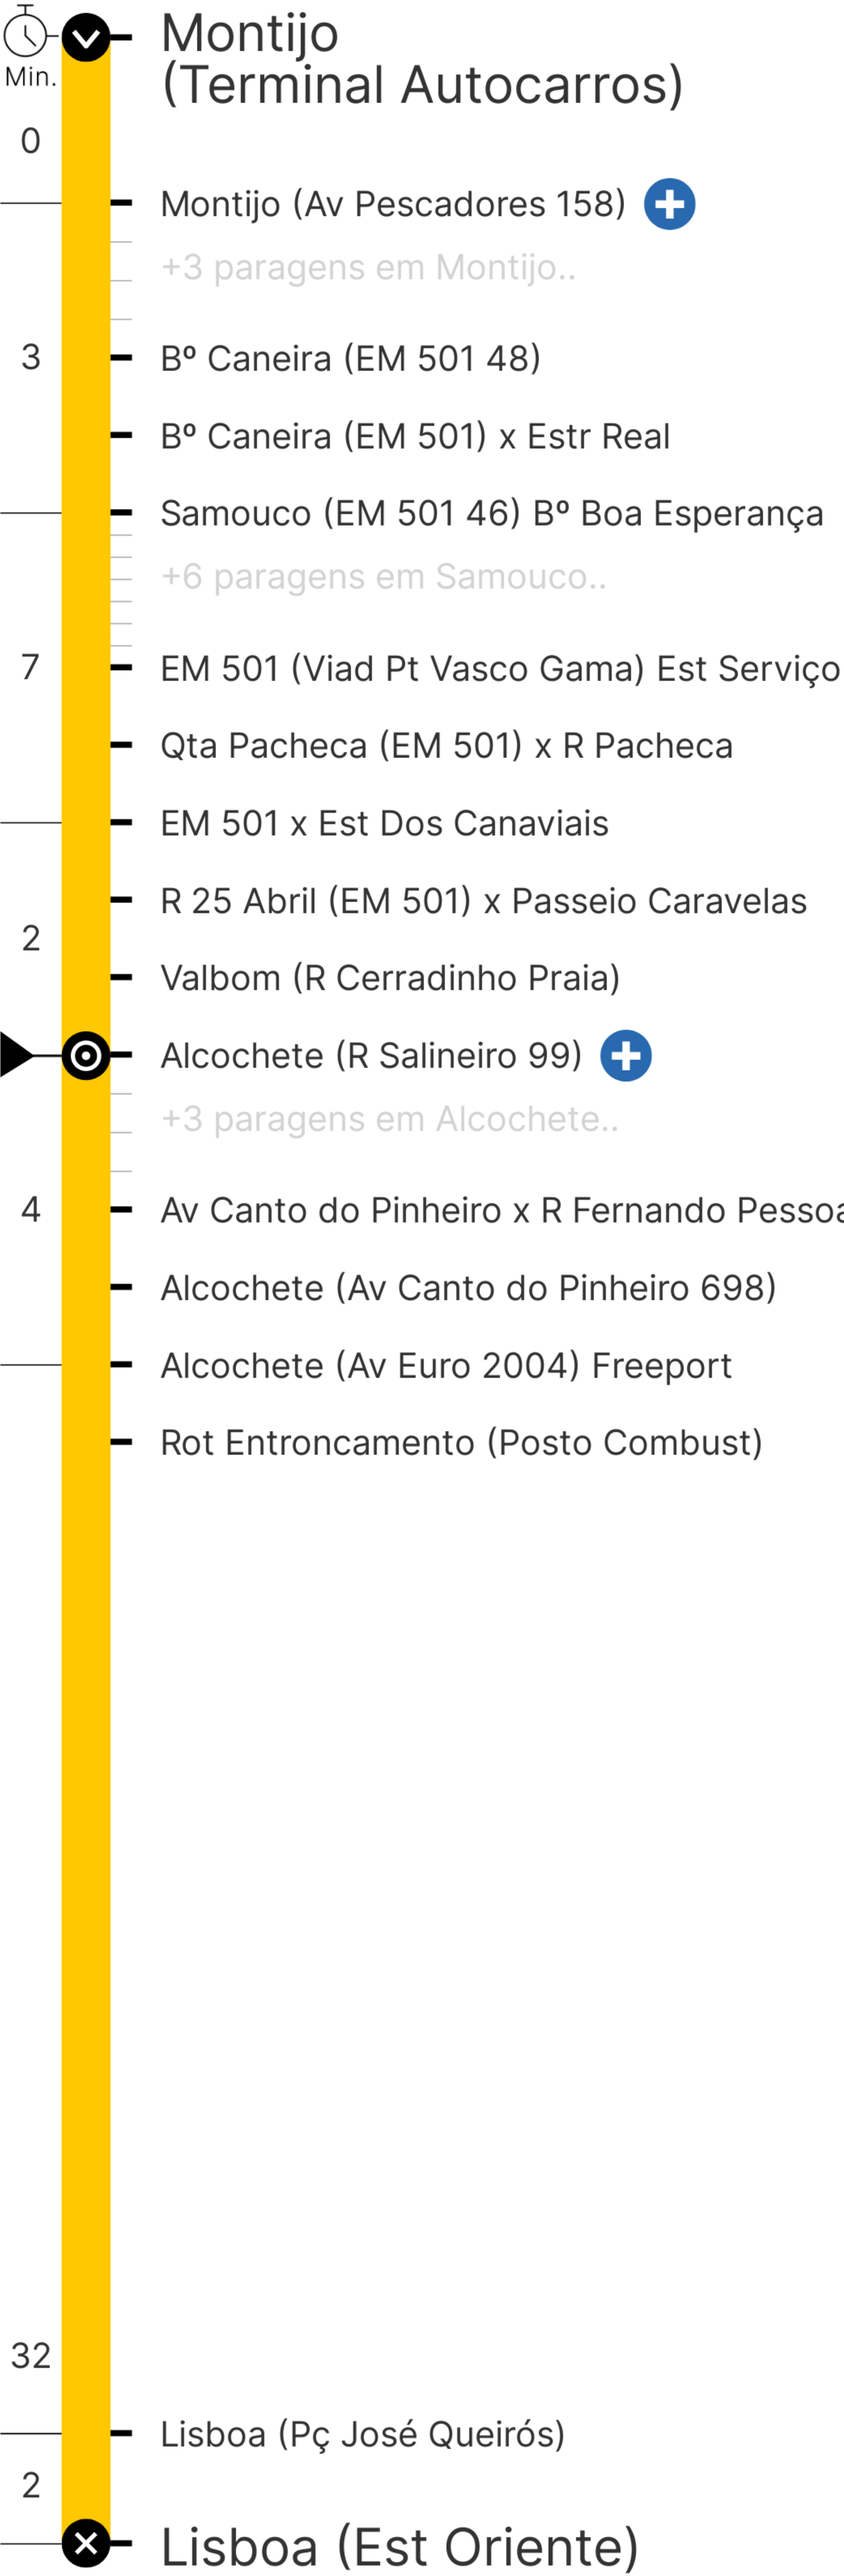 Montijo
(Terminal Autocarros)
Min.
0
Montijo (Av Pescadores 158)
+3 paragens em Montijo..
3
Bº Caneira (EM 501 48)
Bº Caneira (EM 501) x Estr Real
Samouco (EM 501 46) Bº Boa Esperança
+6 paragens em Samouco..
7
EM 501 (Viad Pt Vasco Gama) Est Serviço
Qta Pacheca (EM 501) x R Pacheca
EM 501 x Est Dos Canaviais
R 25 Abril (EM 501) x Passeio Caravelas
2
Valbom (R Cerradinho Praia)
Alcochete (R Salineiro 99)
+3 paragens em Alcochete..
4
Av Canto do Pinheiro x R Fernando Pessoa
Alcochete (Av Canto do Pinheiro 698)
Alcochete (Av Euro 2004) Freeport
Rot Entroncamento (Posto Combust)
32
Lisboa (Pç José Queirós)
2
Lisboa (Est Oriente)